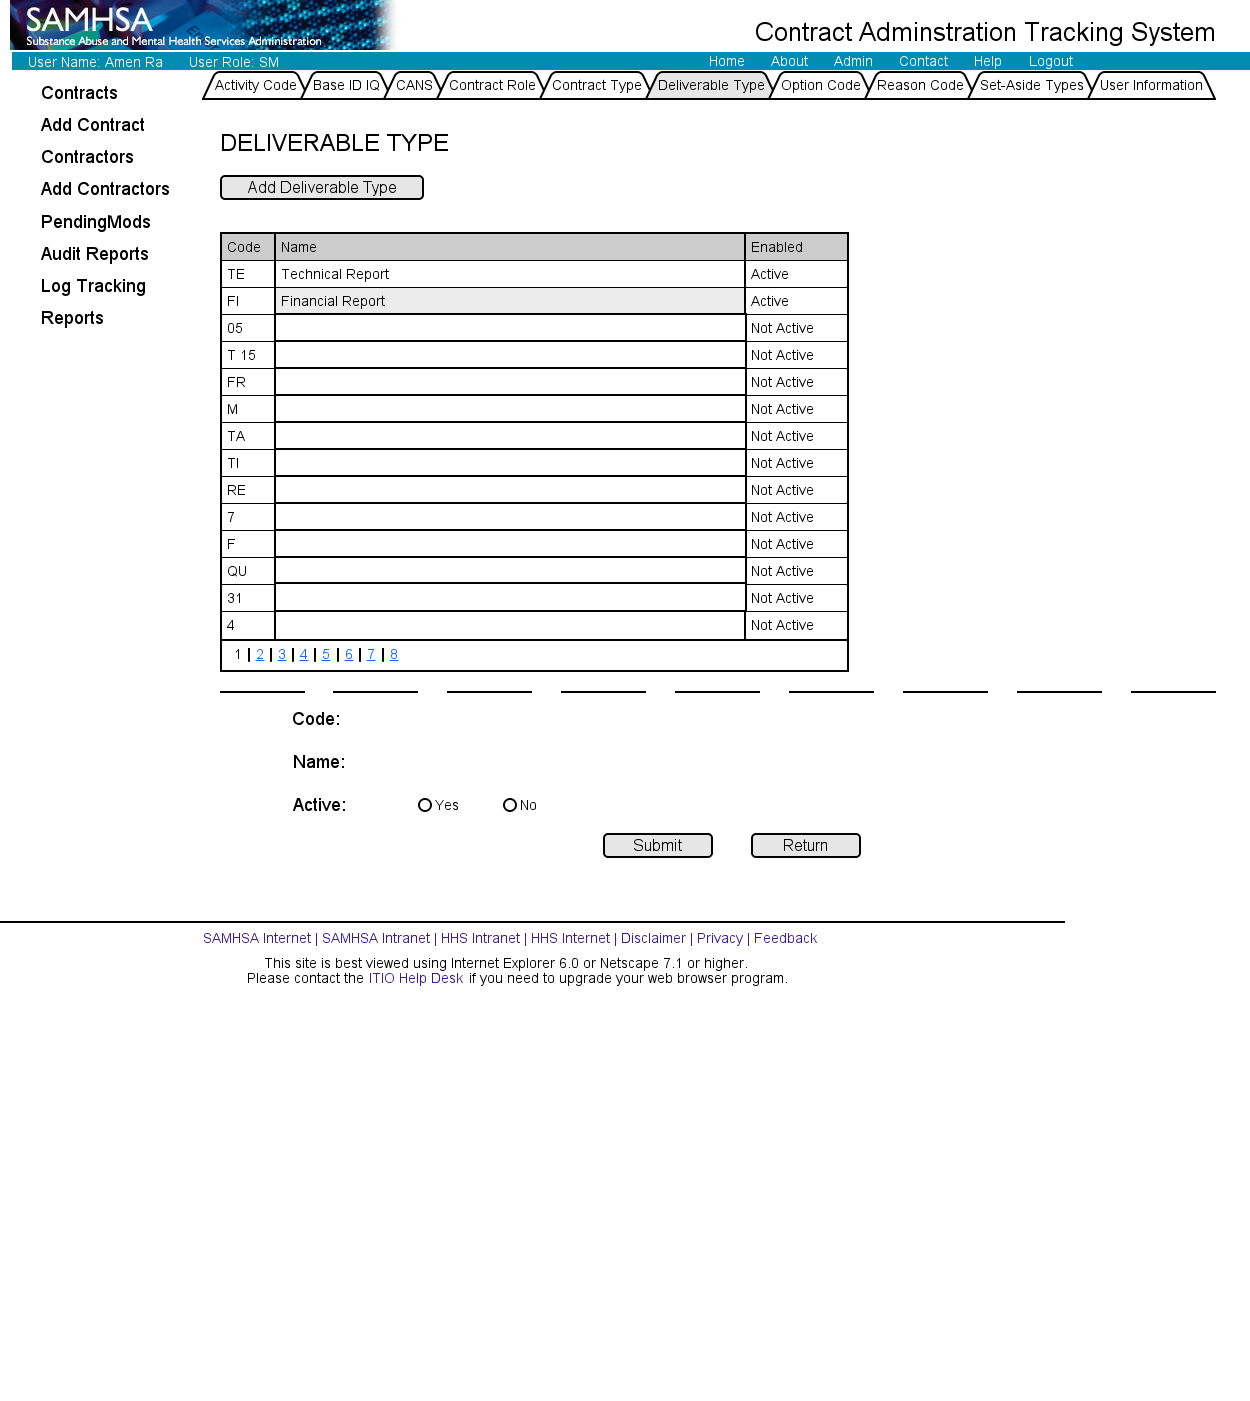 SAMHSA
Substance Abuse and Mental Health Services Administration
Contract Adminstration Tracking System
User Name: Amen Ra User Role: SM Home About Admin Contact Help Logout
Activity Code Base ID IQ CANS Contract Role Contract Type Deliverable Type Option Code Reason Code Set-Aside Types User Information
Contracts
Add Contract
Contractors
Add Contractors
PendingMods
Audit Reports
Log Tracking
Reports
DELIVERABLE TYPE
Add Deliverable Type
Code Name Enabled
TE Technical Report Active
FI Financial Report Active
05 Not Active
T 15 Not Active
FR Not Active
M Not Active
TA Not Active
TI Not Active
RE Not Active
7 Not Active
F Not Active
QU Not Active
31 Not Active
4 Not Active
1 | 2 | 3 | 4 | 5 | 6 | 7 | 8
Code:
Name:
Active: Yes No
Submit Return
SAMHSA Internet | SAMHSA Intranet | HHS Intranet | HHS Internet | Disclaimer | Privacy | Feedback
This site is best viewed using Internet Explorer 6.0 or Netscape 7.1 or higher.
Please contact the ITIO Help Desk if you need to upgrade your web browser program.